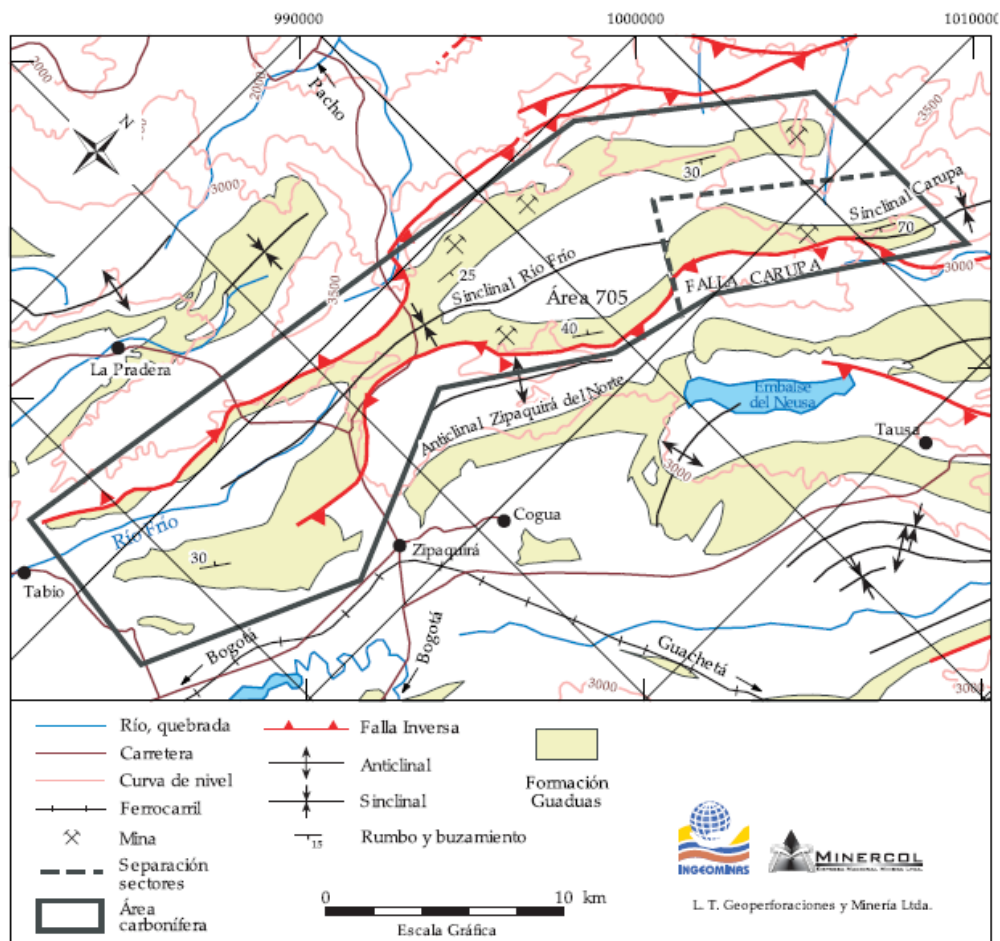 990000
1000000
1010000
2000
2000
Pacho
N
3500
3000
30
Sinclinal Carupa
70
25
Sinclinal Río Frío
3500
FALLA CARUPA
3000
Área 705
La Pradera
40
Embalse
del Neusa
Anticlinal Zipaquirá del Norte
Tausa
3000
Río Frío
Cogua
30
Zipaquirá
Tabio
Bogotá
Bogotá
Guachetá
3000
3000
Río, quebrada
Carretera
Curva de nivel
Ferrocarril
Mina
Separación
sectores
Área
carbonífera
Falla Inversa
Anticlinal
Sinclinal
15
Rumbo y buzamiento
Formación
Guaduas
0
10 km
Escala Gráfica
INGEOMINAS
MINERCOL
L. T. Geoperforaciones y Minería Ltda.